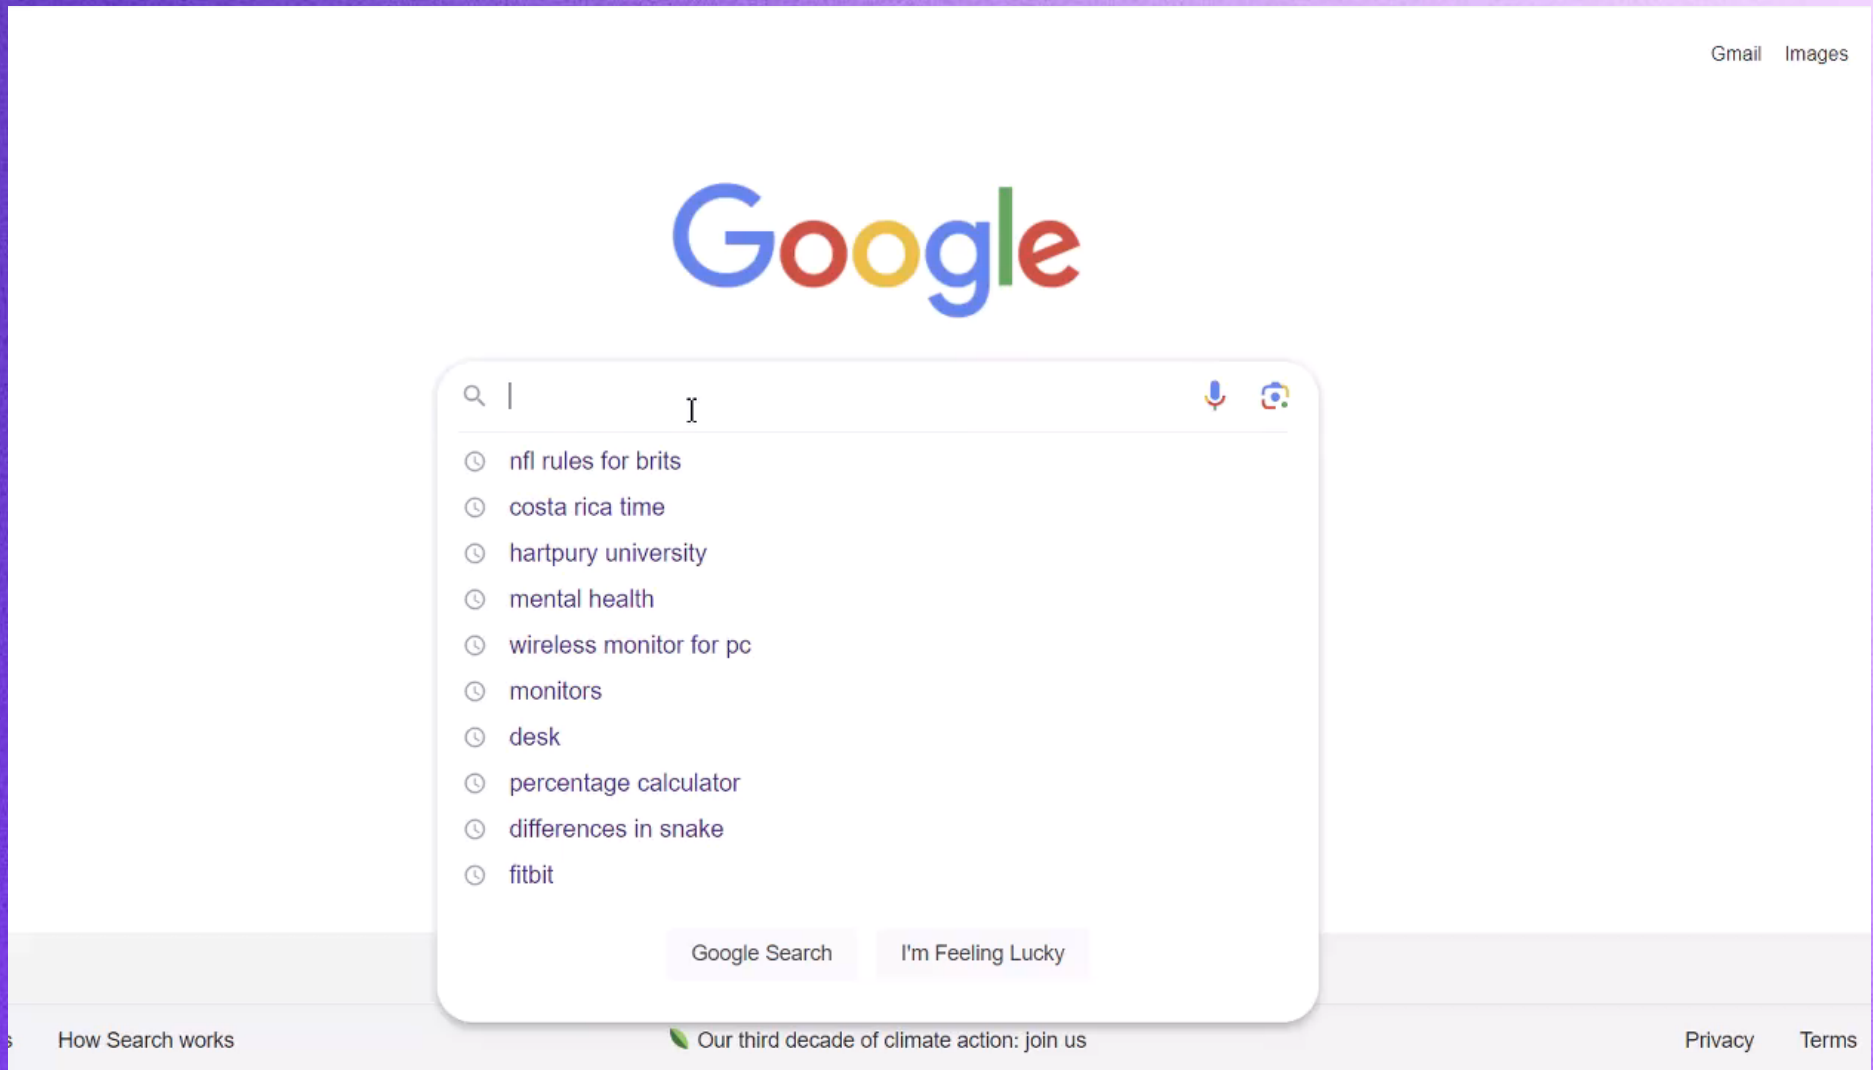 Gmail Images
Google
nfl rules for brits
costa rica time
hartpury university
mental health
wireless monitor for pc
monitors
desk
percentage calculator
differences in snake
fitbit
Google Search I'm Feeling Lucky
How Search works Our third decade of climate action: join us Privacy Terms